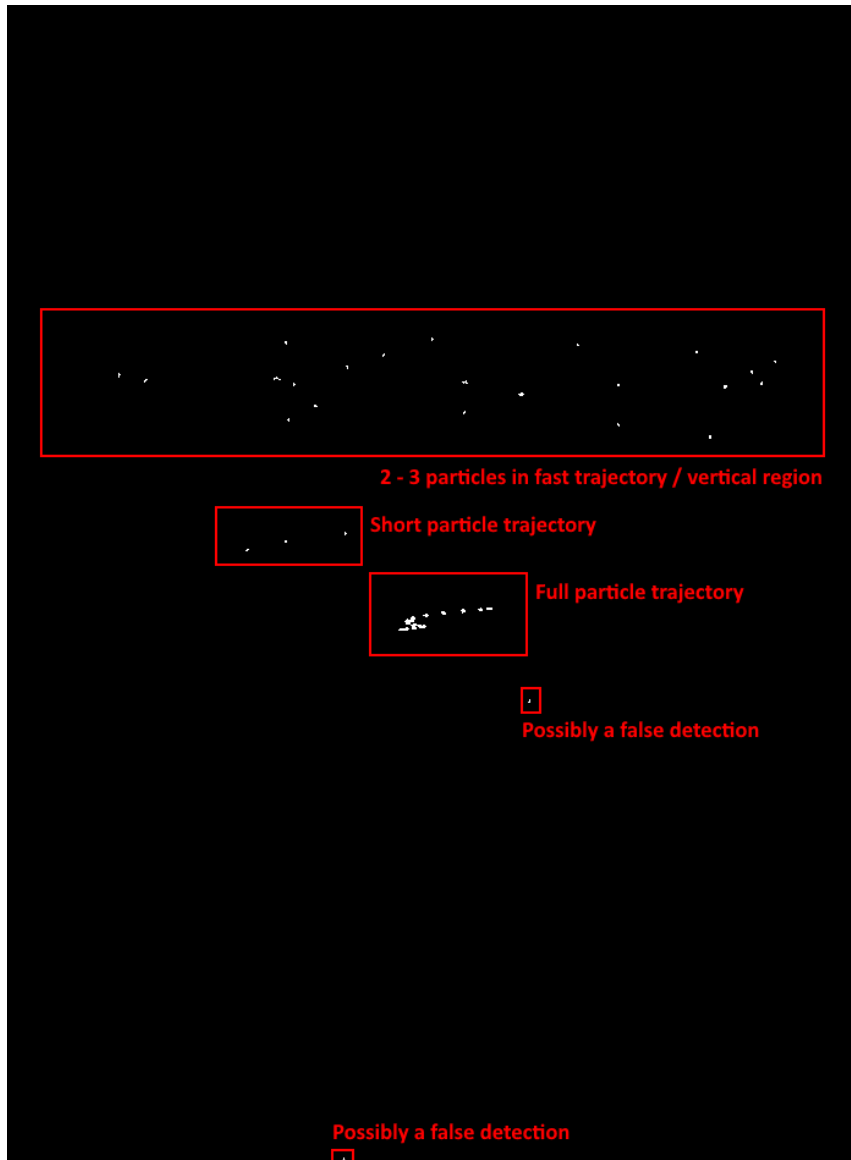 2 - 3 particles in fast trajectory / vertical region
Short particle trajectory
Full particle trajectory
Possibly a false detection
Possibly a false detection